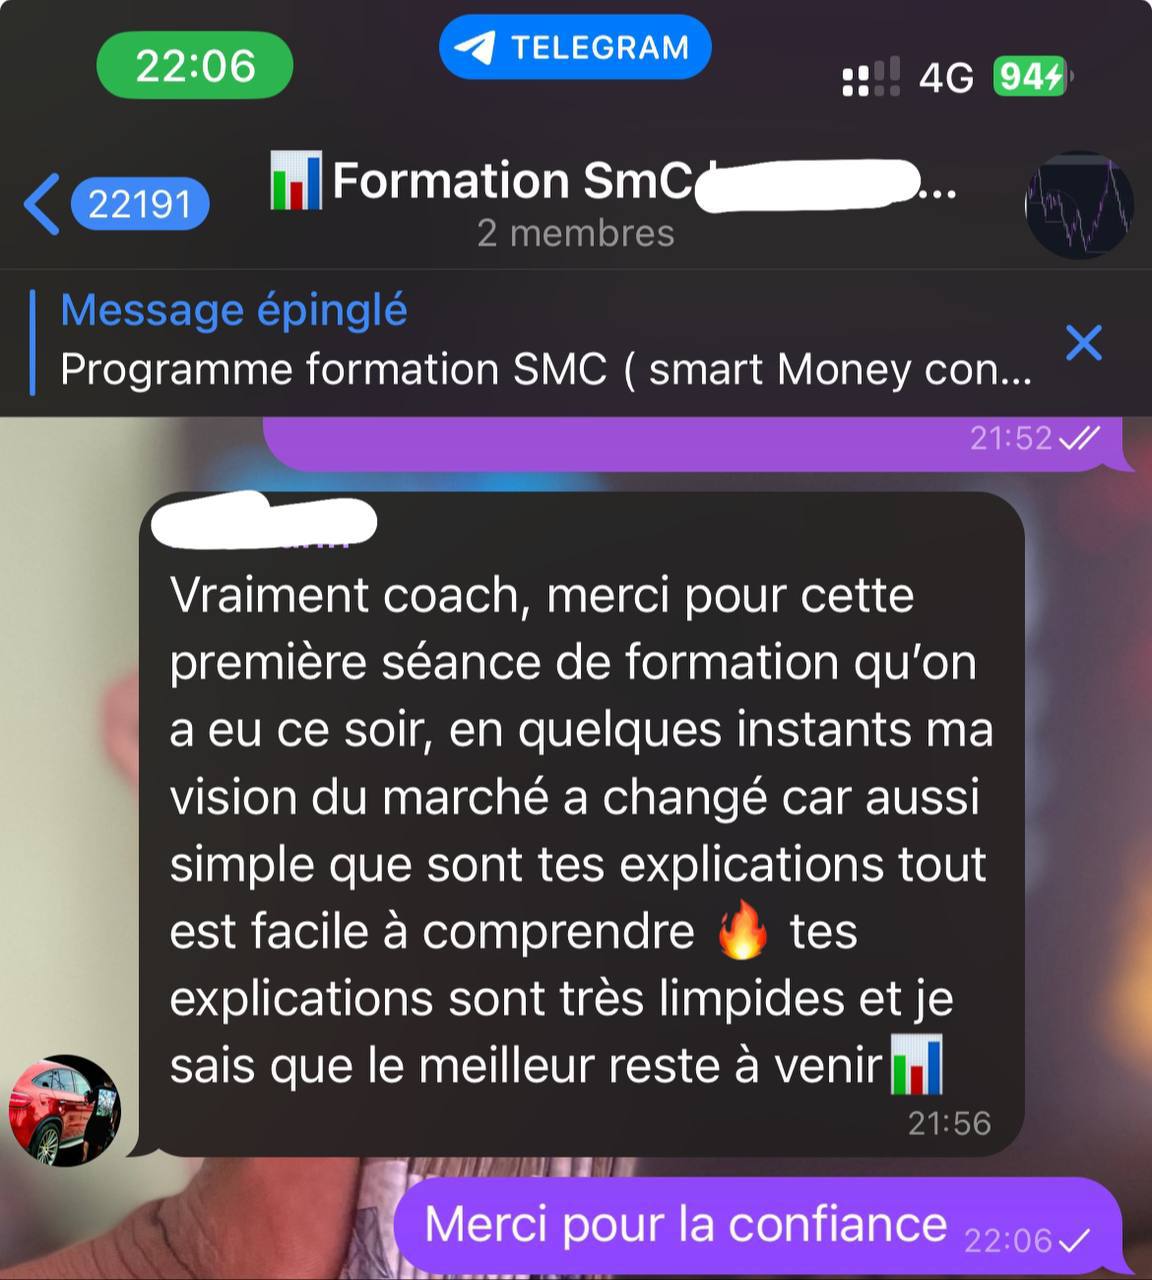 22:06
TELEGRAM
4G
94
22191
📊 Formation SmC ...
2 membres
Message épinglé
Programme formation SMC ( smart Money con...
21:52
Vraiment coach, merci pour cette
première séance de formation qu’on
a eu ce soir, en quelques instants ma
vision du marché a changé car aussi
simple que sont tes explications tout
est facile à comprendre 🔥 tes
explications sont très limpides et je
sais que le meilleur reste à venir📊
21:56
Merci pour la confiance
22:06